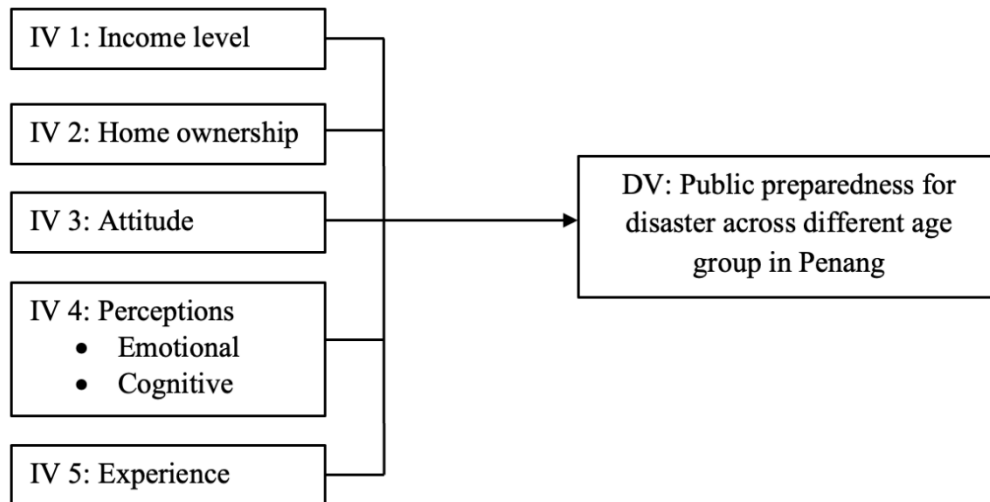 IV 1: Income level
IV 2: Home ownership
IV 3: Attitude
IV 4: Perceptions
• Emotional
• Cognitive
IV 5: Experience
DV: Public preparedness for
disaster across different age
group in Penang